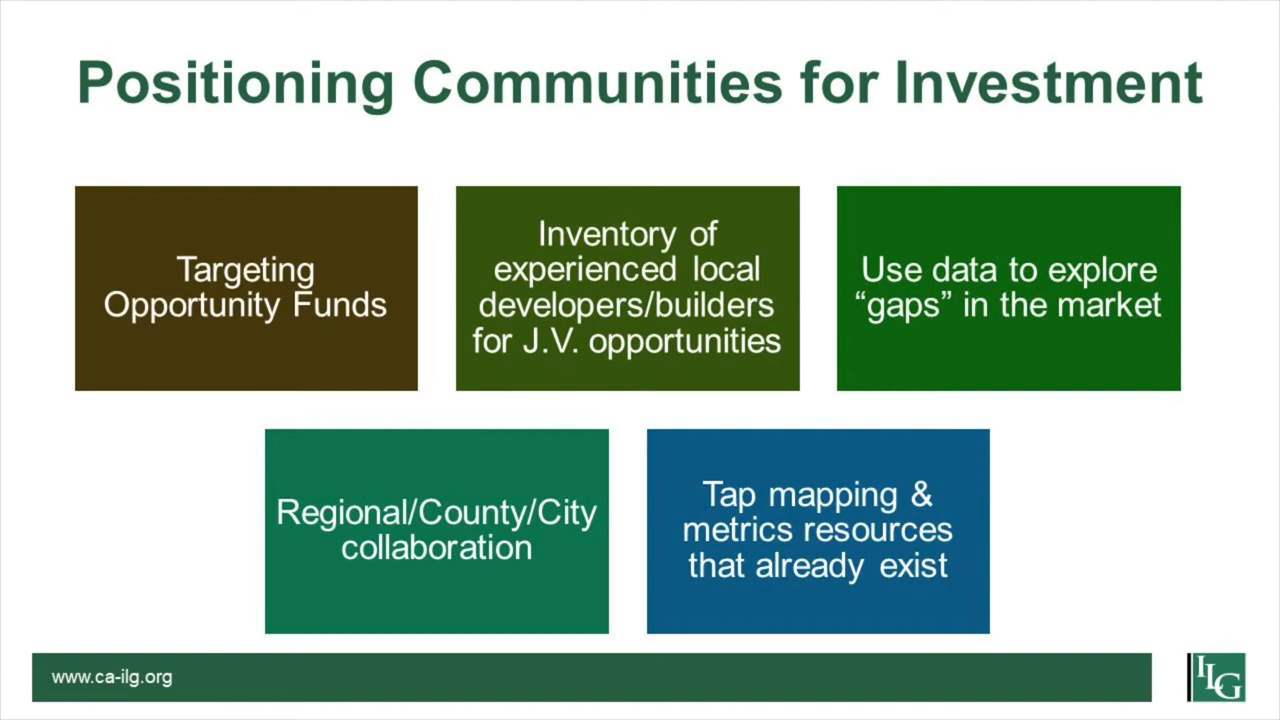 Positioning Communities for Investment
Targeting
Opportunity Funds
Inventory of
experienced local
developers/builders
for J.V. opportunities
Use data to explore
“gaps” in the market
Regional/County/City
collaboration
Tap mapping &
metrics resources
that already exist
www.ca-ilg.org
ILG